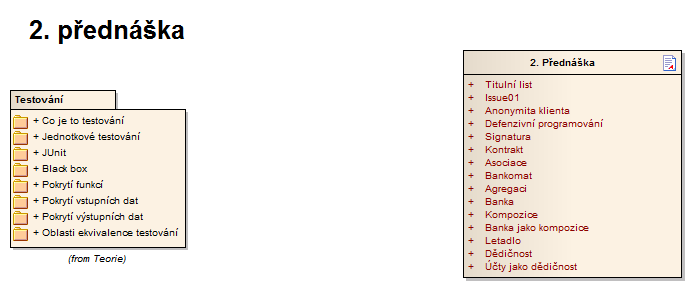 2. přednáška
Testování
+ Co je to testování
+ Jednotkové testování
+ JUnit
+ Black box
+ Pokrytí funkcí
+ Pokrytí vstupních dat
+ Pokrytí výstupních dat
+ Oblasti ekvivalence testování
(from Teorie)
2. Přednáška
+ Titulní list
+ Issue01
+ Anonymita klienta
+ Defenzivní programování
+ Signatura
+ Kontrakt
+ Asociace
+ Bankomat
+ Agregaci
+ Banka
+ Kompozice
+ Banka jako kompozice
+ Letadlo
+ Dědičnost
+ Účty jako dědičnost